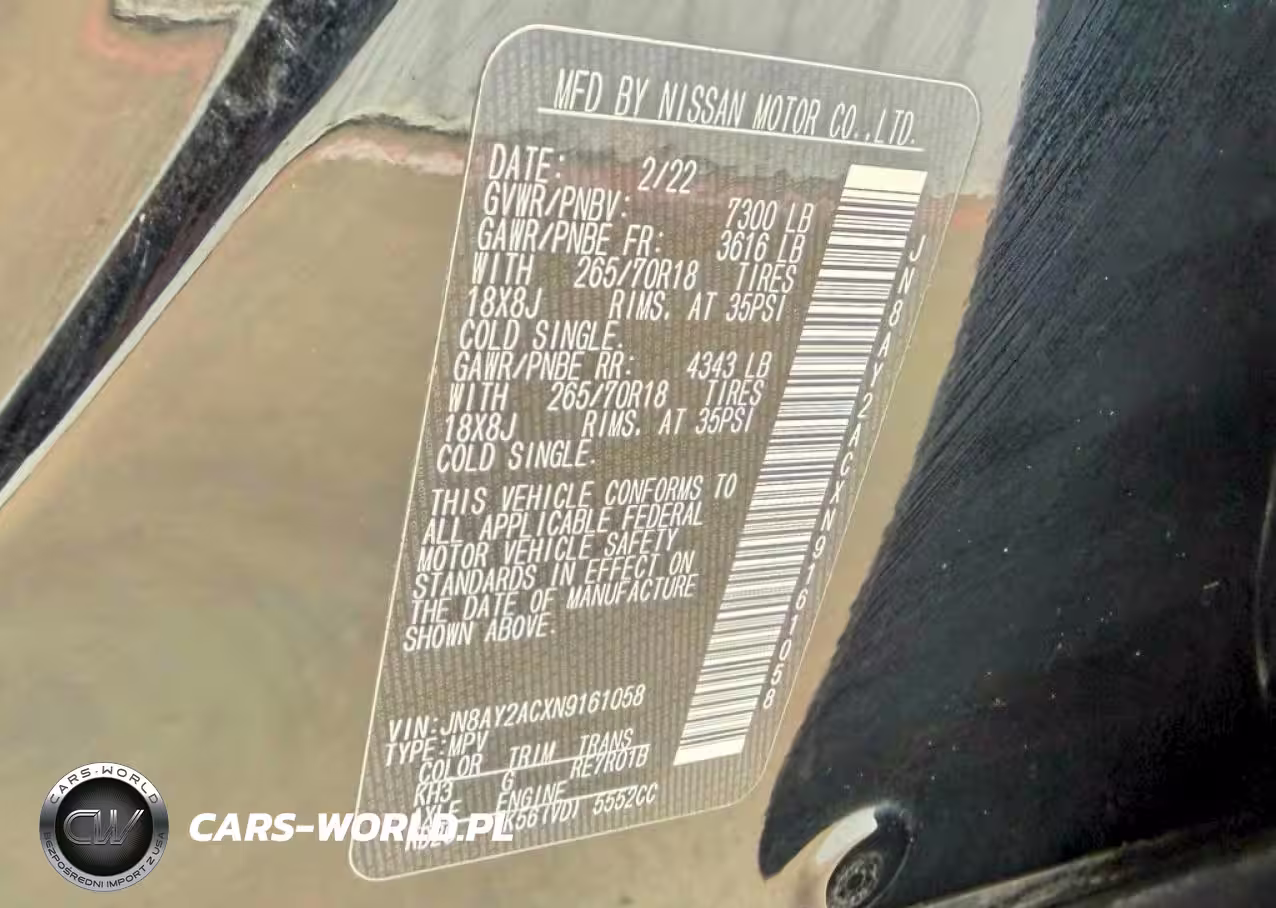 MFD BY NISSAN MOTOR CO.,LTD.
DATE: 2/22
GVWR/PNBV: 7300 LB
GAWR/PNBE FR: 3616 LB
WITH 265/70R18 TIRES
18X8J RIMS. AT 35PSI
COLD SINGLE.
GAWR/PNBE RR: 4343 LB
WITH 265/70R18 TIRES
18X8J RIMS. AT 35PSI
COLD SINGLE.
THIS VEHICLE CONFORMS TO
ALL APPLICABLE FEDERAL
MOTOR VEHICLE SAFETY
STANDARDS IN EFFECT ON
THE DATE OF MANUFACTURE
SHOWN ABOVE.
VIN:JN8AY2ACXN9161058
TYPE:MPV
COLOR TRIM TRANS
KH3 G RE7R01B
ENGINE
5552CC
JN8AY2ACXN9161058
CARS-WORLD
CW
BEZPOŚREDNI IMPORT Z USA
CARS-WORLD.PL